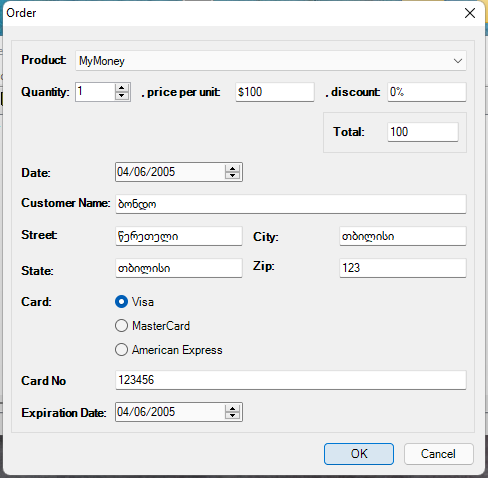 Order
Product: MyMoney
Quantity: 1 , price per unit: $100 , discount: 0%
Total: 100
Date: 04/06/2005
Customer Name: ბონდო
Street: წერეთელი City: თბილისი
State: თბილისი Zip: 123
Card: Visa
MasterCard
American Express
Card No 123456
Expiration Date: 04/06/2005
OK Cancel